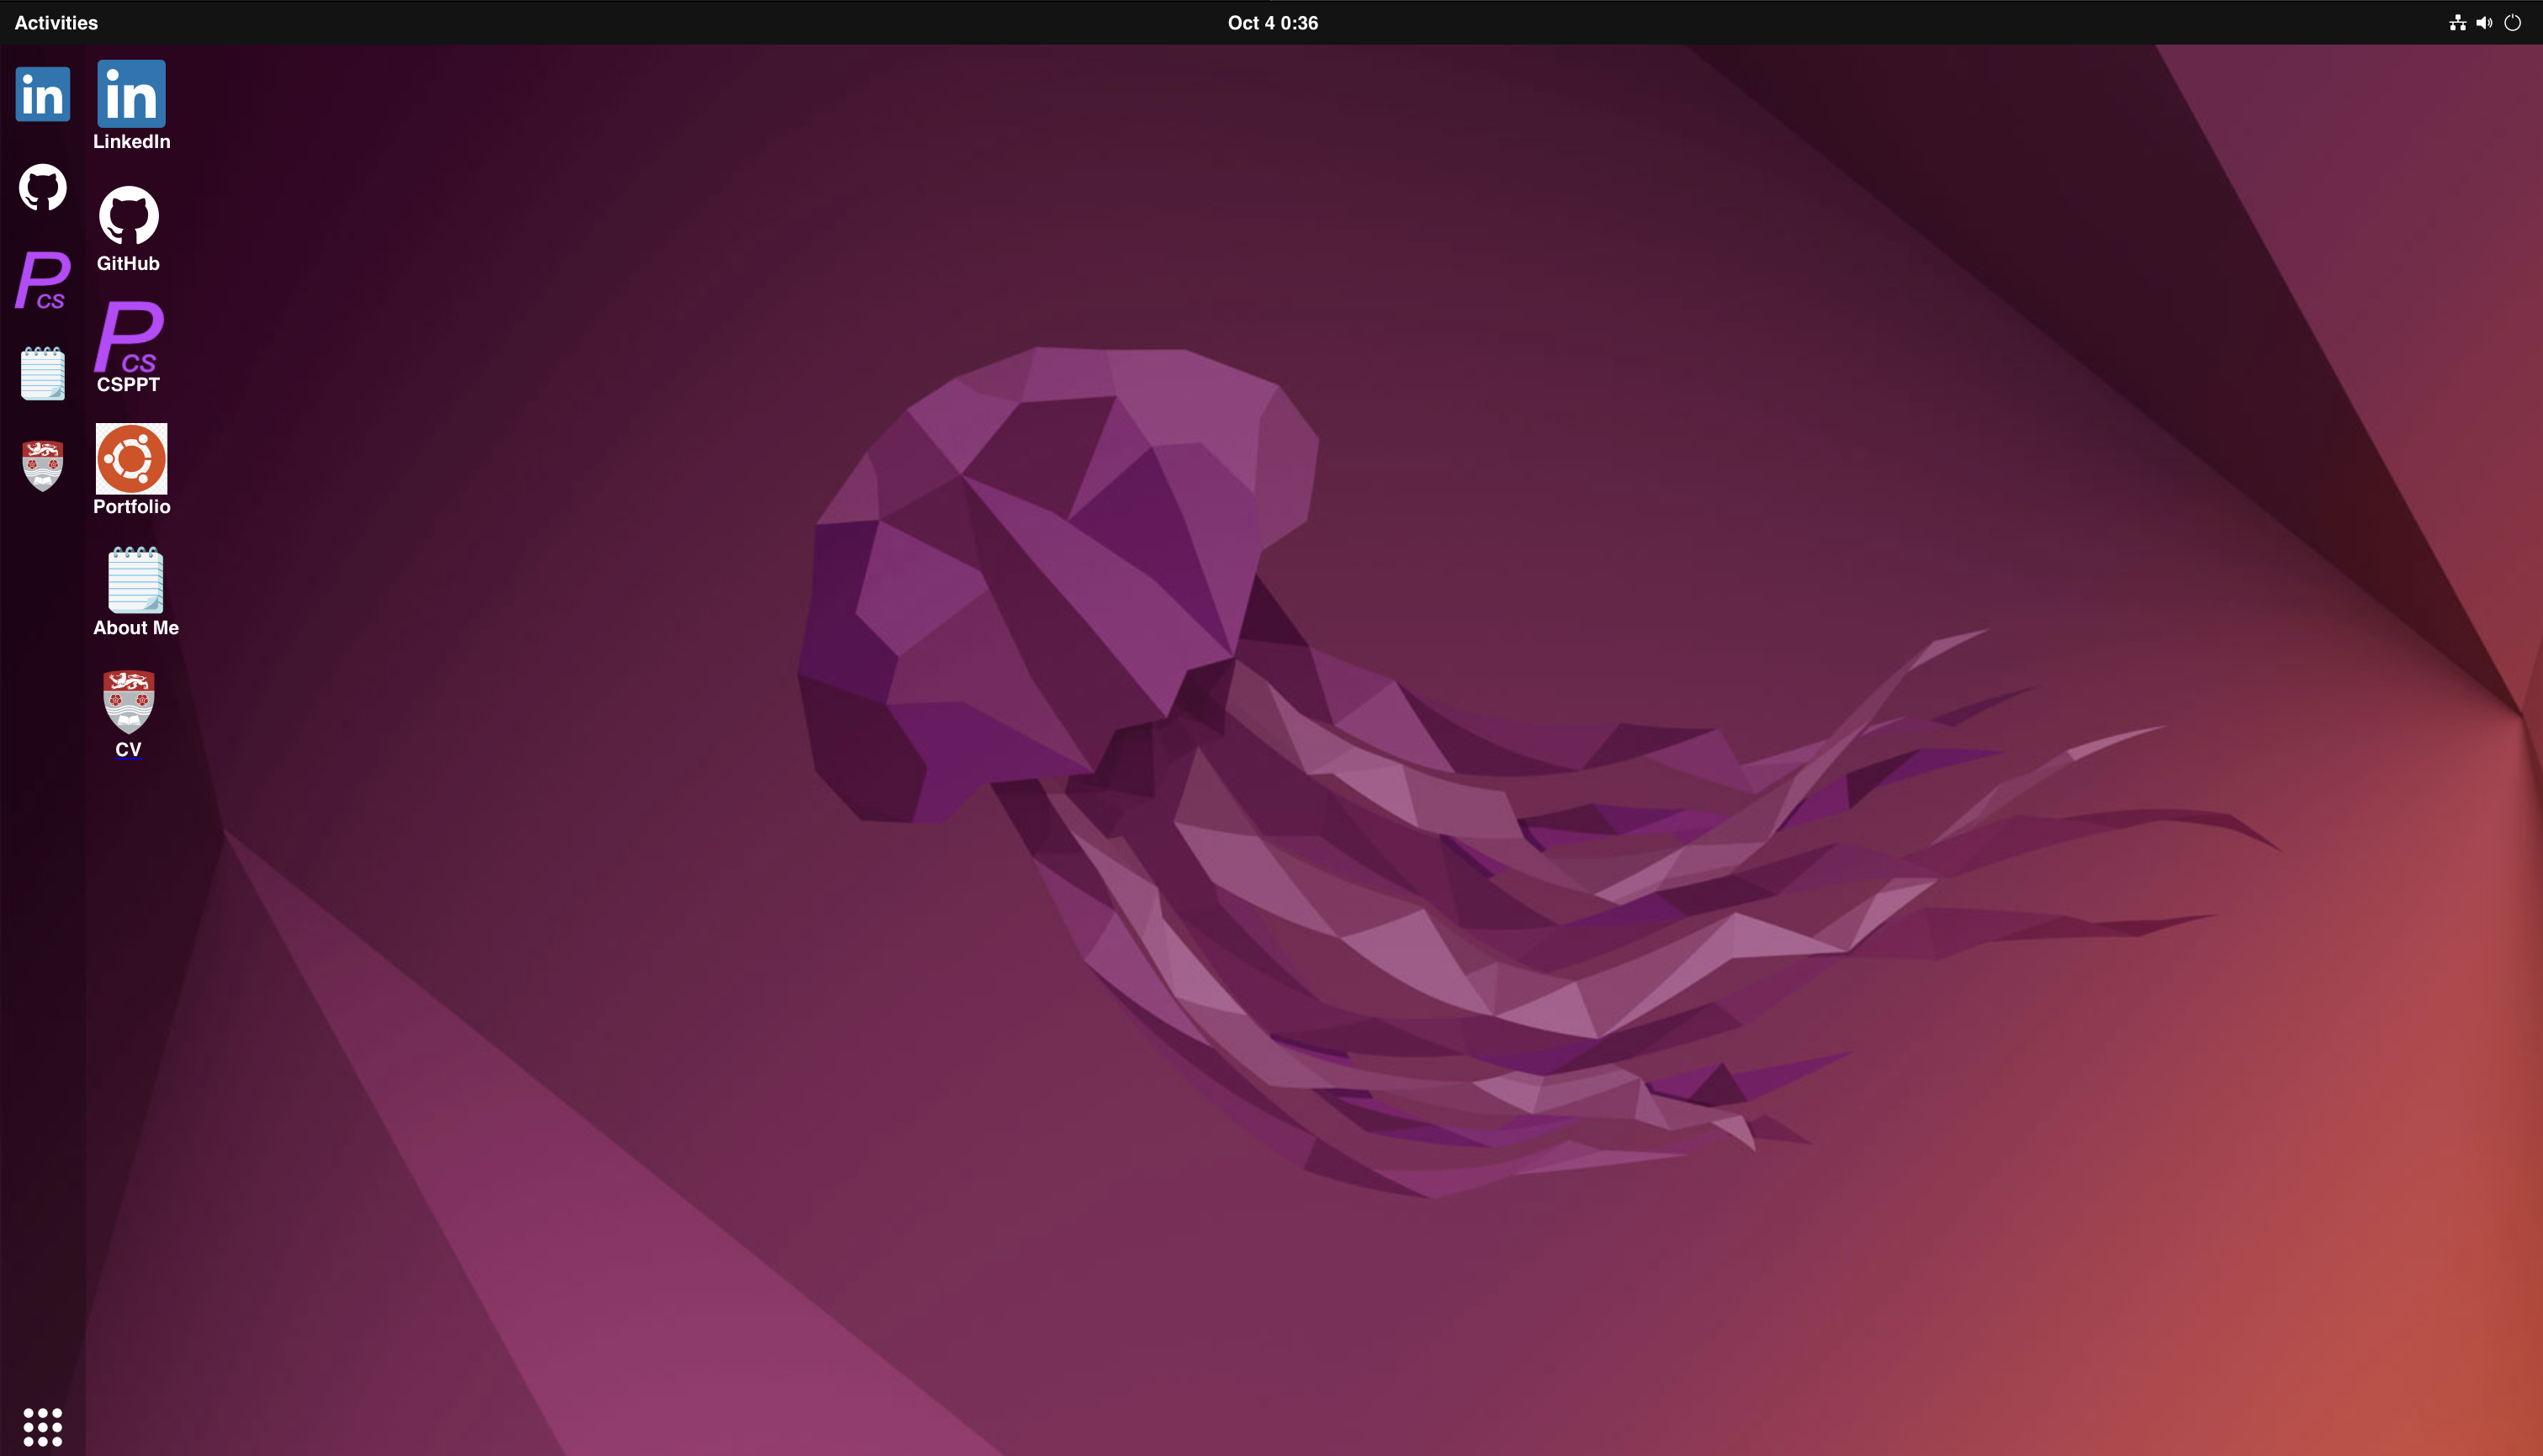 Activities
Oct 4 0:36
in
in
LinkedIn
GitHub
P
CS
P
CS
CSPPT
Portfolio
About Me
CV